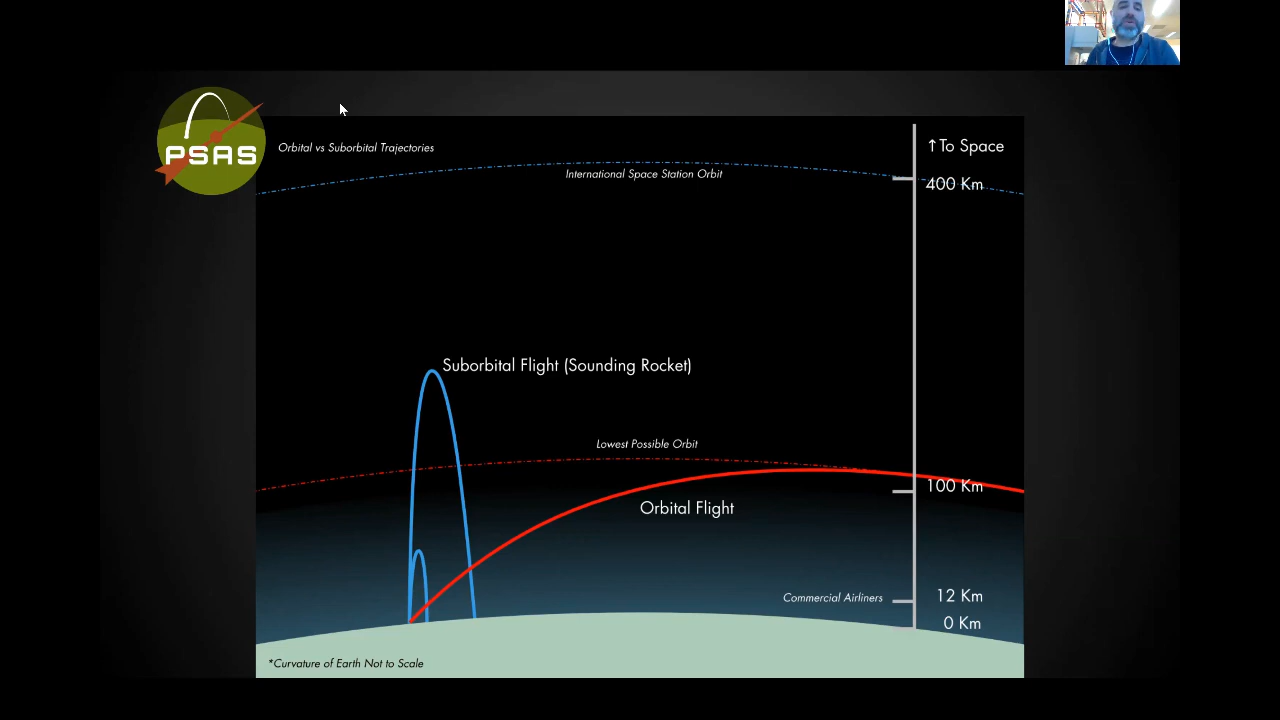 PSAS
Orbital vs Suborbital Trajectories
↑To Space
International Space Station Orbit
400 Km
Suborbital Flight (Sounding Rocket)
Lowest Possible Orbit
100 Km
Orbital Flight
Commercial Airliners
12 Km
0 Km
*Curvature of Earth Not to Scale